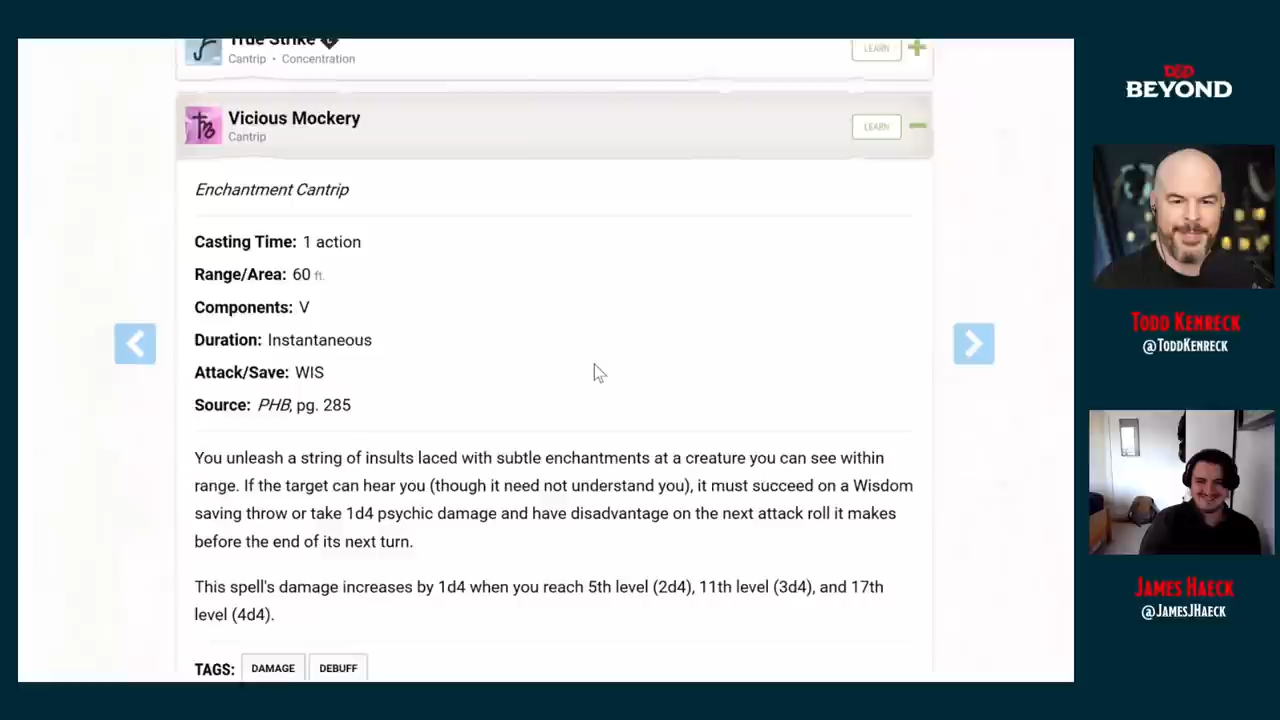 True Strike
Cantrip • Concentration
LEARN
Vicious Mockery
Cantrip
LEARN
Enchantment Cantrip
Casting Time: 1 action
Range/Area: 60 ft.
Components: V
Duration: Instantaneous
Attack/Save: WIS
Source: PHB, pg. 285
You unleash a string of insults laced with subtle enchantments at a creature you can see within
range. If the target can hear you (though it need not understand you), it must succeed on a Wisdom
saving throw or take 1d4 psychic damage and have disadvantage on the next attack roll it makes
before the end of its next turn.
This spell's damage increases by 1d4 when you reach 5th level (2d4), 11th level (3d4), and 17th
level (4d4).
TAGS: DAMAGE DEBUFF
D&D
BEYOND
Todd Kenreck
@ToddKenreck
James Haeck
@JamesJHaeck